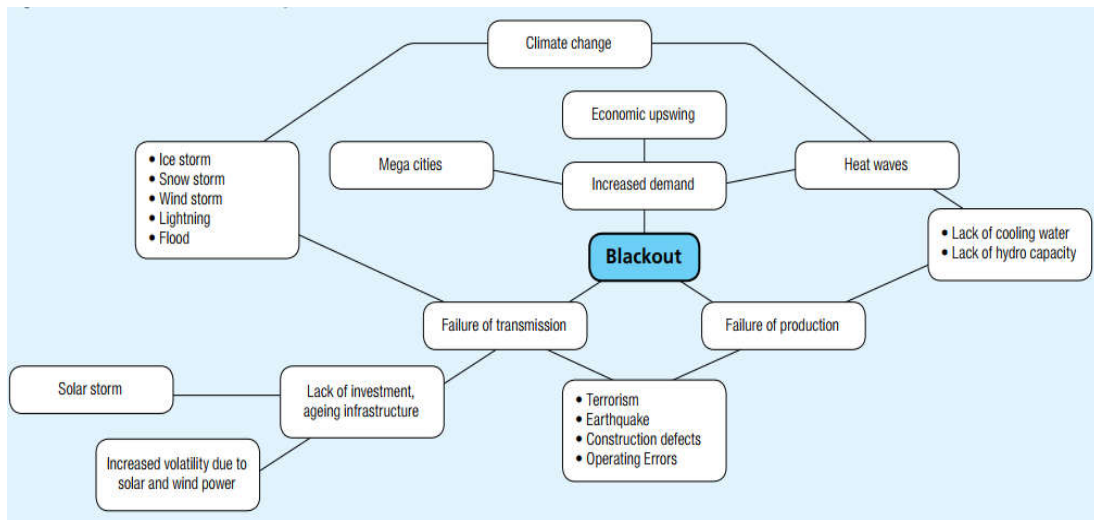 Climate change
Economic upswing
• Ice storm
• Snow storm
• Wind storm
• Lightning
• Flood
Mega cities
Increased demand
Heat waves
• Lack of cooling water
• Lack of hydro capacity
Blackout
Failure of transmission
Failure of production
Solar storm
Lack of investment,
ageing infrastructure
• Terrorism
• Earthquake
• Construction defects
• Operating Errors
Increased volatility due to
solar and wind power